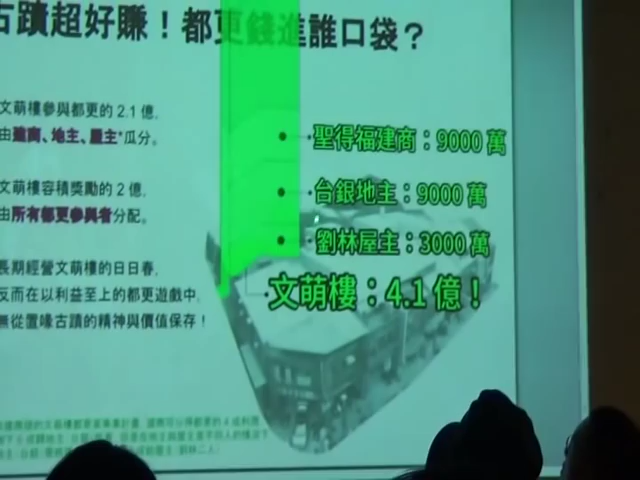 古蹟超好賺！都更錢進誰口袋？
文萌樓參與都更的 2.1 億，
由建商、地主、屋主*瓜分。
文萌樓容積獎勵的 2 億，
由所有都更參與者分配。
長期經營文萌樓的日日春，
反而在以利益至上的都更遊戲中，
無從置喙古蹟的精神與價值保存！
聖得福建商：9000 萬
台銀地主：9000 萬
劉林屋主：3000 萬
文萌樓：4.1 億！